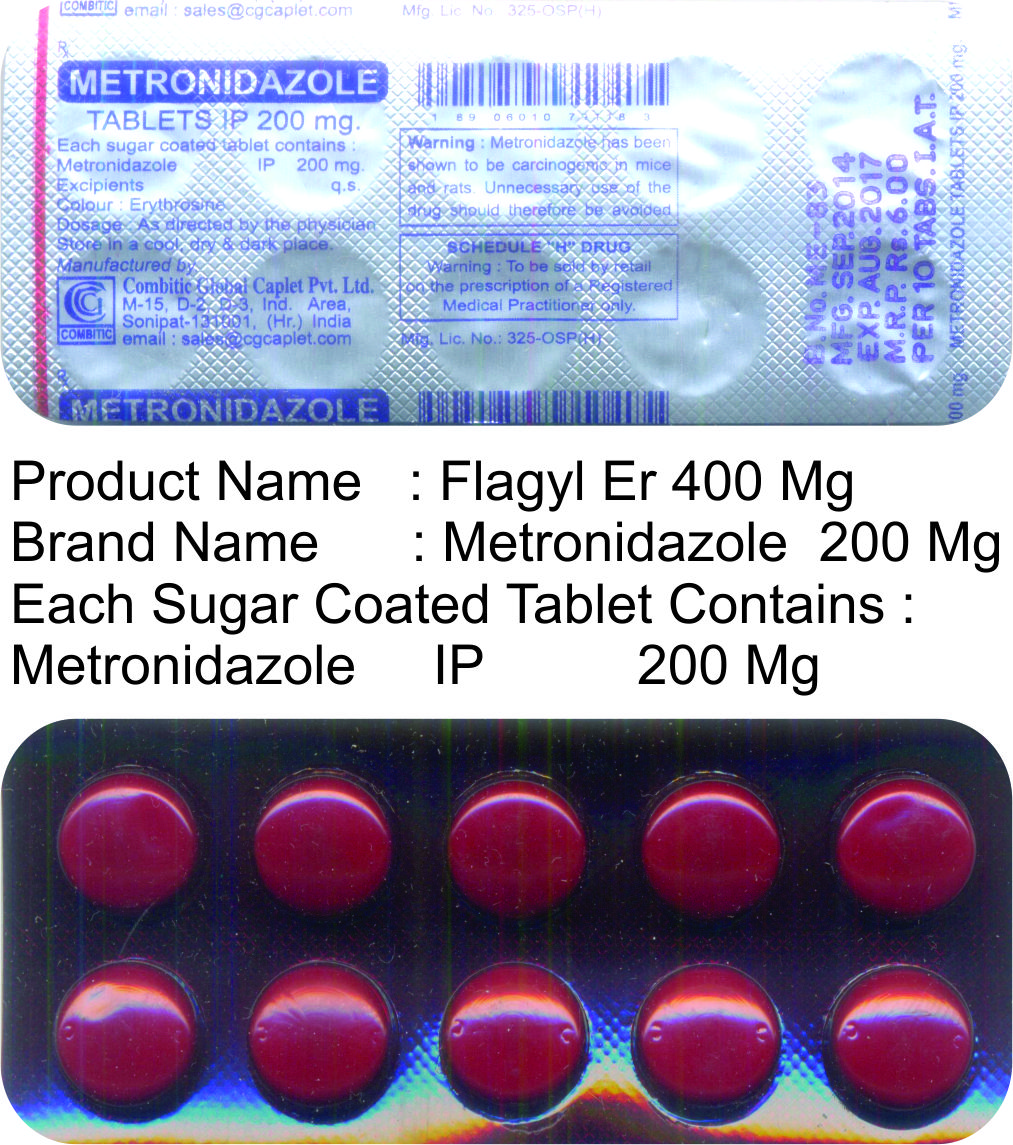 COMBITIC email : sales@cgcaplet.com
Mfg. Lic. No. 325-OSP(H)
Rx
METRONIDAZOLE
TABLETS IP 200 mg.
Each sugar coated tablet contains :
Metronidazole IP 200 mg.
Excipients q.s.
Colour : Erythrosine
Dosage : As directed by the physician
Store in a cool, dry & dark place.
Manufactured by
Combitic Global Caplet Pvt. Ltd.
M-15, D-2, D-3, Ind. Area,
Sonipat-131001, (Hr.) India
COMBITIC email : sales@cgcaplet.com
Rx
METRONIDAZOLE
Warning : Metronidazole has been
shown to be carcinogenic in mice
and rats. Unnecessary use of the
drug should therefore be avoided
SCHEDULE "H" DRUG
Warning : To be sold by retail
on the prescription of a Registered
Medical Practitioner only.
Mfg. Lic. No.: 325-OSP(H)
B.No. ME-83
MFG. SEP.2014
EXP. AUG.2017
M.R.P. Rs.6.00
PER 10 TABS.I.A.T.
METRONIDAZOLE TABLETS IP 200 mg.
00 mg.
Product Name : Flagyl Er 400 Mg
Brand Name : Metronidazole 200 Mg
Each Sugar Coated Tablet Contains :
Metronidazole IP 200 Mg